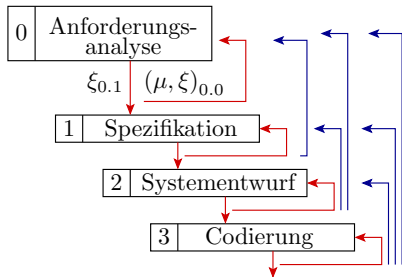 0 Anforderungs-
analyse
ξ0.1 (μ, ξ)0.0
1 Spezifikation
2 Systementwurf
3 Codierung